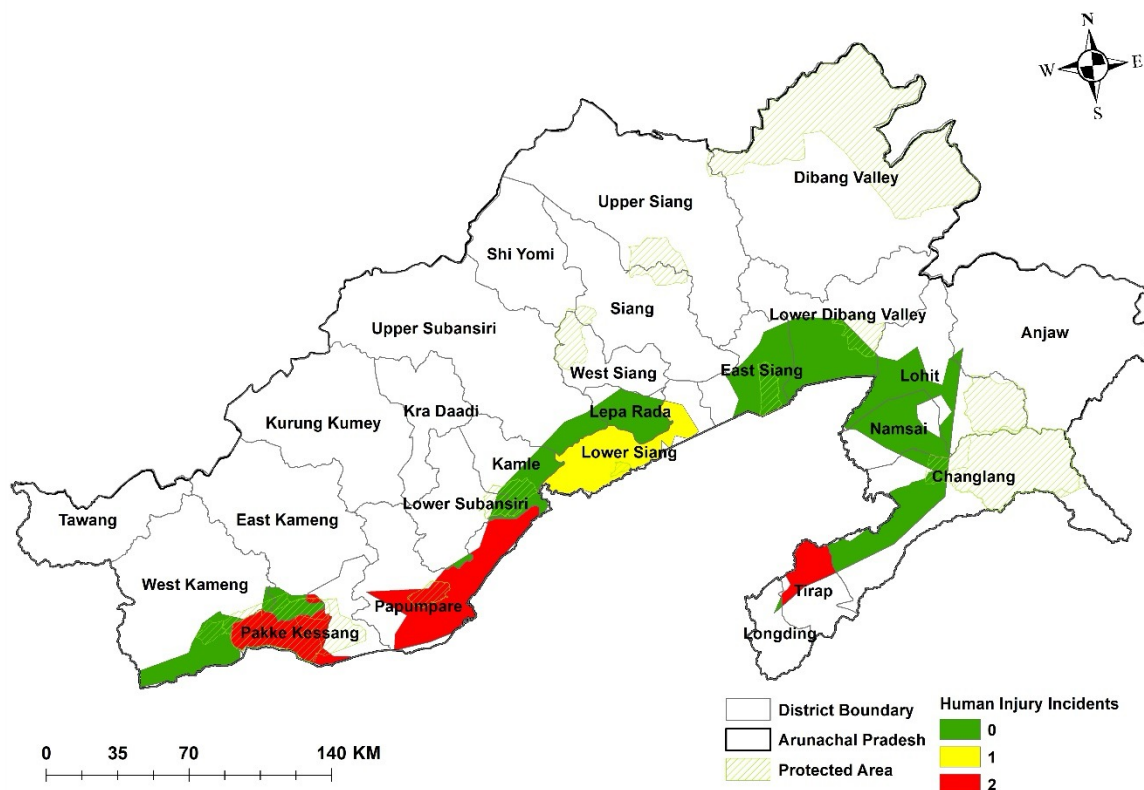 N
W E
S
Dibang Valley
Upper Siang
Shi Yomi
Siang
Lower Dibang Valley
Anjaw
Upper Subansiri
West Siang
East Siang
Lohit
Kra Daadi
Lepa Rada
Kurung Kumey
Namsai
Lower Siang
Kamle
Changlang
Lower Subansiri
Tawang
East Kameng
West Kameng
Papumpare
Tirap
Pakke Kessang
Longding
District Boundary
Arunachal Pradesh
Protected Area
Human Injury Incidents
0
1
2
0 35 70 140 KM